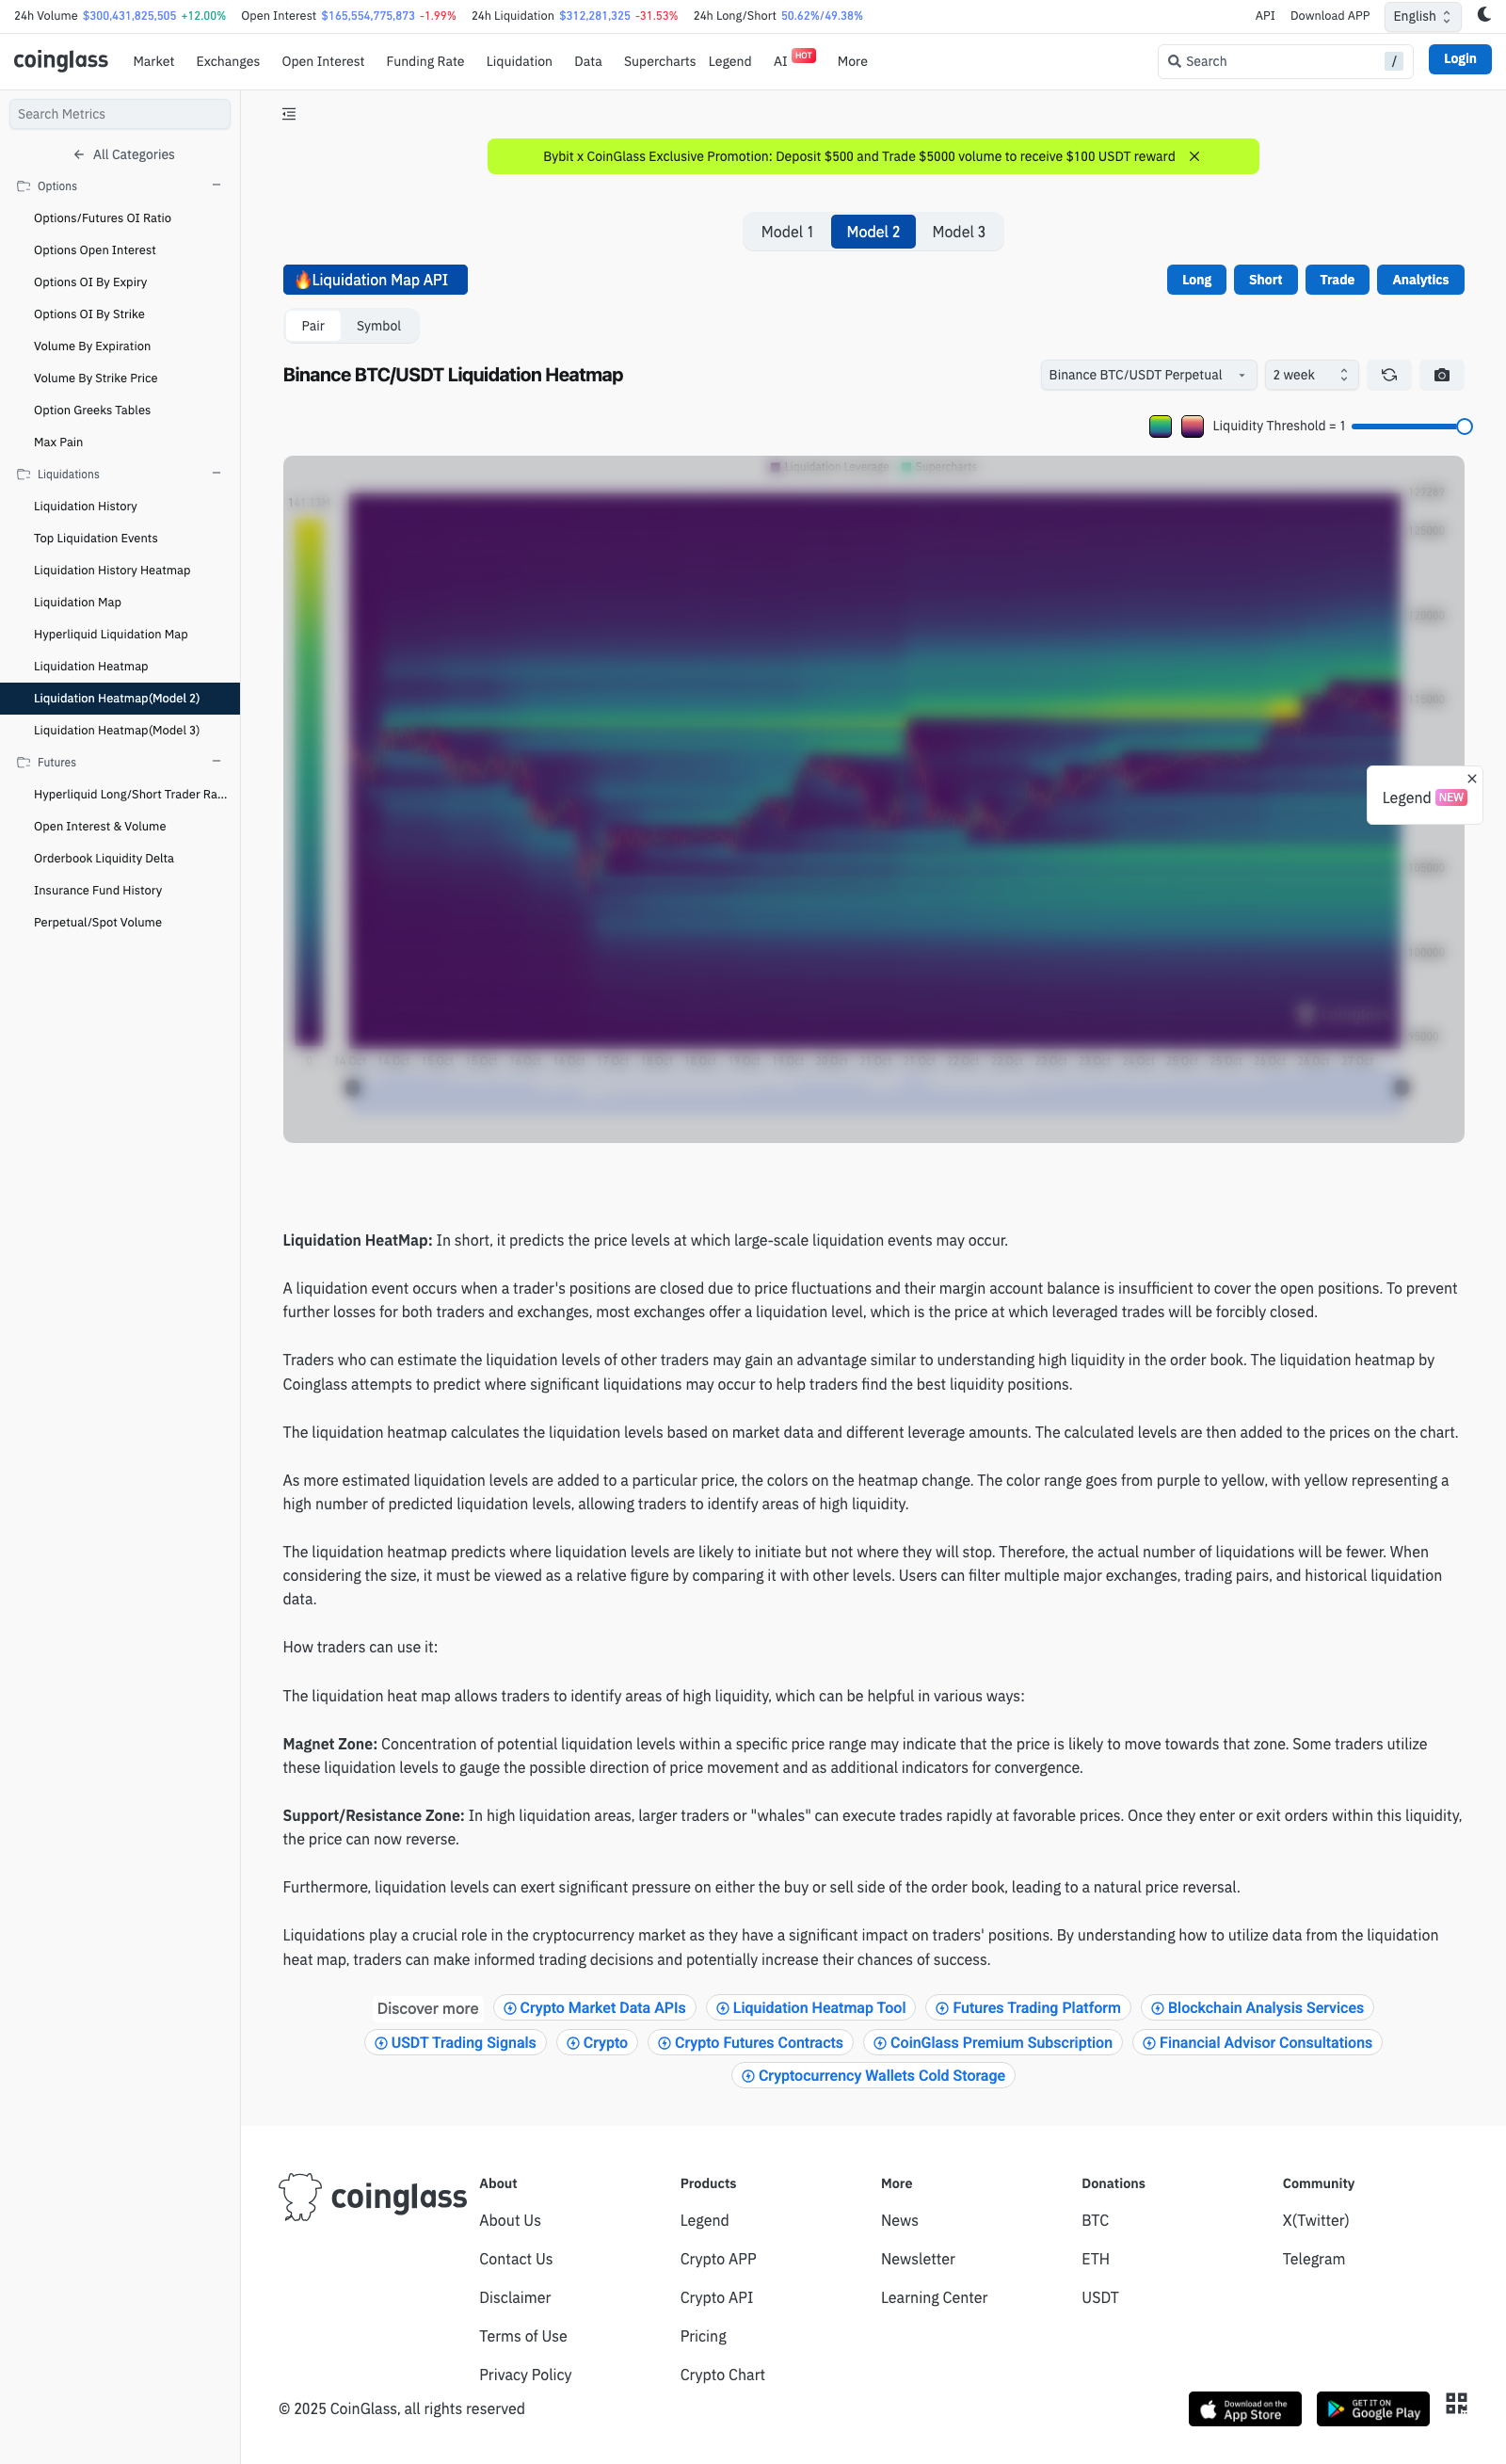 24h Volume $300,431,825,505 +12.00% Open Interest $165,554,775,873 -1.99% 24h Liquidation $312,281,325 -31.53% 24h Long/Short 50.62%/49.38% API Download APP English
coinglass Market Exchanges Open Interest Funding Rate Liquidation Data Supercharts Legend AI HOT More Search / Login
Search Metrics
All Categories
Options
Options/Futures OI Ratio
Options Open Interest
Options OI By Expiry
Options OI By Strike
Volume By Expiration
Volume By Strike Price
Option Greeks Tables
Max Pain
Liquidations
Liquidation History
Top Liquidation Events
Liquidation History Heatmap
Liquidation Map
Hyperliquid Liquidation Map
Liquidation Heatmap
Liquidation Heatmap(Model 2)
Liquidation Heatmap(Model 3)
Futures
Hyperliquid Long/Short Trader Ra...
Open Interest & Volume
Orderbook Liquidity Delta
Insurance Fund History
Perpetual/Spot Volume
Bybit x CoinGlass Exclusive Promotion: Deposit $500 and Trade $5000 volume to receive $100 USDT reward
Model 1 Model 2 Model 3
🔥Liquidation Map API Long Short Trade Analytics
Pair Symbol
Binance BTC/USDT Liquidation Heatmap Binance BTC/USDT Perpetual 2 week
Liquidity Threshold = 1
Liquidation Leverage Supercharts
125000
120000
115000
Legend NEW
105000
100000
Liquidation HeatMap: In short, it predicts the price levels at which large-scale liquidation events may occur.
A liquidation event occurs when a trader's positions are closed due to price fluctuations and their margin account balance is insufficient to cover the open positions. To prevent
further losses for both traders and exchanges, most exchanges offer a liquidation level, which is the price at which leveraged trades will be forcibly closed.
Traders who can estimate the liquidation levels of other traders may gain an advantage similar to understanding high liquidity in the order book. The liquidation heatmap by
Coinglass attempts to predict where significant liquidations may occur to help traders find the best liquidity positions.
The liquidation heatmap calculates the liquidation levels based on market data and different leverage amounts. The calculated levels are then added to the prices on the chart.
As more estimated liquidation levels are added to a particular price, the colors on the heatmap change. The color range goes from purple to yellow, with yellow representing a
high number of predicted liquidation levels, allowing traders to identify areas of high liquidity.
The liquidation heatmap predicts where liquidation levels are likely to initiate but not where they will stop. Therefore, the actual number of liquidations will be fewer. When
considering the size, it must be viewed as a relative figure by comparing it with other levels. Users can filter multiple major exchanges, trading pairs, and historical liquidation
data.
How traders can use it:
The liquidation heat map allows traders to identify areas of high liquidity, which can be helpful in various ways:
Magnet Zone: Concentration of potential liquidation levels within a specific price range may indicate that the price is likely to move towards that zone. Some traders utilize
these liquidation levels to gauge the possible direction of price movement and as additional indicators for convergence.
Support/Resistance Zone: In high liquidation areas, larger traders or "whales" can execute trades rapidly at favorable prices. Once they enter or exit orders within this liquidity,
the price can now reverse.
Furthermore, liquidation levels can exert significant pressure on either the buy or sell side of the order book, leading to a natural price reversal.
Liquidations play a crucial role in the cryptocurrency market as they have a significant impact on traders' positions. By understanding how to utilize data from the liquidation
heat map, traders can make informed trading decisions and potentially increase their chances of success.
Discover more Crypto Market Data APIs Liquidation Heatmap Tool Futures Trading Platform Blockchain Analysis Services
USDT Trading Signals Crypto Crypto Futures Contracts CoinGlass Premium Subscription Financial Advisor Consultations
Cryptocurrency Wallets Cold Storage
coinglass
About
About Us
Contact Us
Disclaimer
Terms of Use
Privacy Policy
Products
Legend
Crypto APP
Crypto API
Pricing
Crypto Chart
More
News
Newsletter
Learning Center
Donations
BTC
ETH
USDT
Community
X(Twitter)
Telegram
© 2025 CoinGlass, all rights reserved
Download on the
App Store
GET IT ON
Google Play